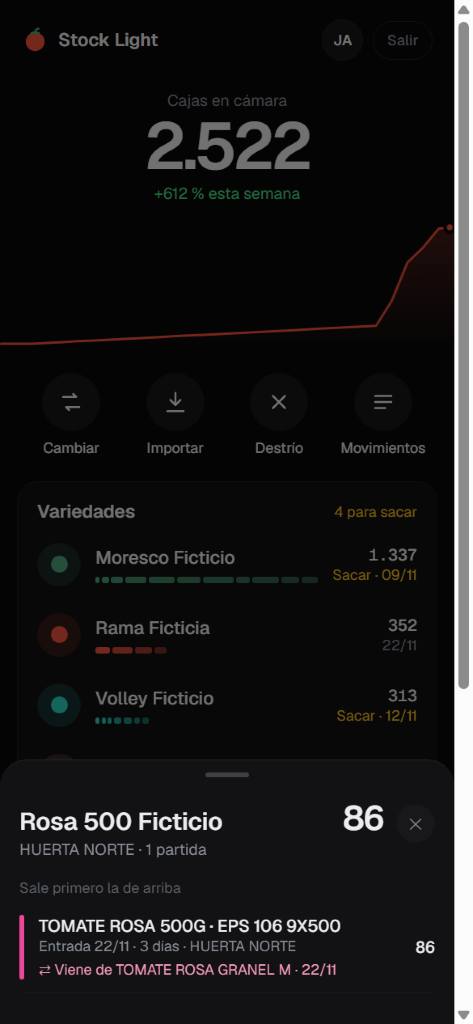 Stock Light
JA
Salir
Cajas en cámara
2.522
+612 % esta semana
Cambiar
Importar
Destrío
Movimientos
Variedades
4 para sacar
Moresco Ficticio
1.337
Sacar · 09/11
Rama Ficticia
352
22/11
Volley Ficticio
313
Sacar · 12/11
Rosa 500 Ficticio
86
HUERTA NORTE · 1 partida
Sale primero la de arriba
TOMATE ROSA 500G · EPS 106 9X500
Entrada 22/11 · 3 días · HUERTA NORTE
86
⇄ Viene de TOMATE ROSA GRANEL M · 22/11